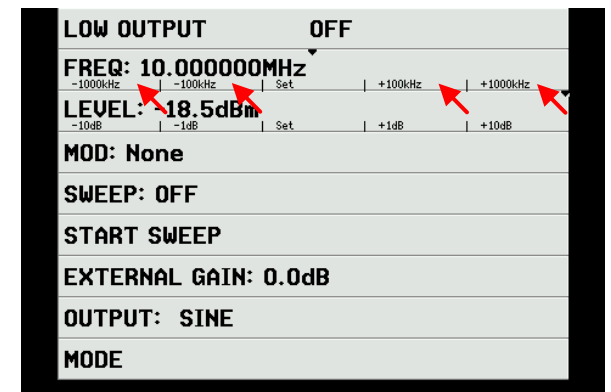 LOW OUTPUT OFF
FREQ: 10.000000MHz
-1000kHz | -100kHz | Set | +100kHz | +1000kHz
LEVEL: -18.5dBm
-10dB | -1dB | Set | +1dB | +10dB
MOD: None
SWEEP: OFF
START SWEEP
EXTERNAL GAIN: 0.0dB
OUTPUT: SINE
MODE